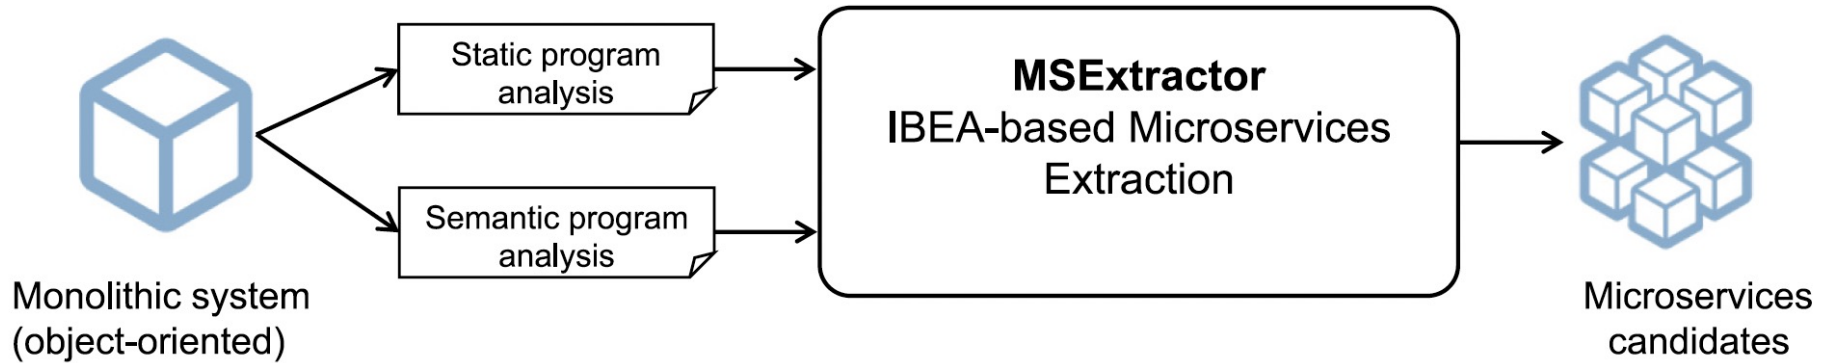 Monolithic system
(object-oriented)
Static program
analysis
Semantic program
analysis
MSExtractor
IBEA-based Microservices
Extraction
Microservices
candidates